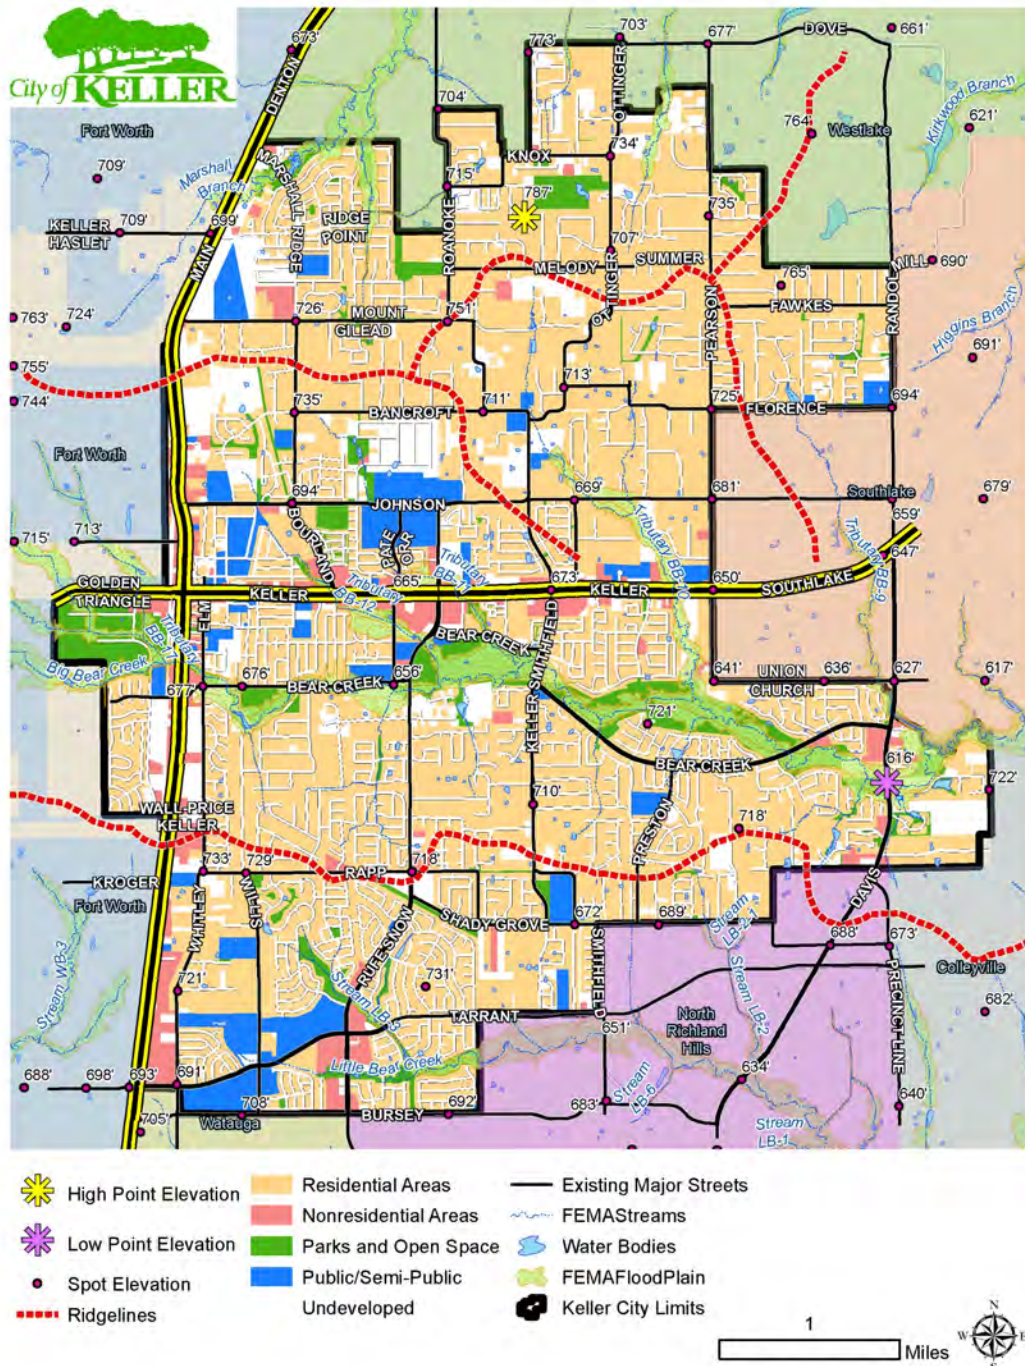 City of KELLER
673'
773'
703'
677'
DOVE
661'
DENTON
OTTINGER
704'
Fort Worth
Kirkwood Branch
621'
764'
Westlake
709'
Marshall
Branch
MARSHALL RIDGE
KNOX
734'
715'
787'
735'
KELLER
HASLET
709'
699'
RIDGE
POINT
ROANOKE
707'
MAIN
MELODY
SUMMER
690'
765'
FAWKES
763'
724'
726'
MOUNT
GILEAD
751'
PEARSON
Higgins Branch
691'
755'
744'
713'
735'
BANCROFT
711'
725'
FLORENCE
694'
Fort Worth
694'
JOHNSON
669'
681'
Southlake
679'
659'
715'
713'
BOURLAND
PATE
ORR
Tributary
BB-11
Tributary
BB-10
647'
Tributary
BB-9
GOLDEN
TRIANGLE
KELLER
Tributary
BB-12
665'
673'
KELLER
650'
SOUTHLAKE
ELM
Tributary
BB-17
BEAR CREEK
Big Bear Creek
KELLER SMITHFIELD
677'
676'
BEAR CREEK
656'
641'
UNION
CHURCH
636'
627'
617'
721'
BEAR CREEK
616'
722'
WALL-PRICE
KELLER
710'
PRESTON
718'
733'
729'
RAPP
718'
KROGER
Fort Worth
WHITLEY
WILLIS
SHADY GROVE
672'
689'
DAVIS
Stream
LB-2-1
RUFE SNOW
SMITHFIELD
688'
673'
Colleyville
Stream WB-3
721'
731'
Stream LB-3
Stream LB-2
PRECINCT LINE
682'
TARRANT
651'
North
Richland
Hills
688'
698'
693'
691'
Little Bear Creek
634'
Stream
LB-6
705'
Watauga
708'
BURSEY
692'
683'
640'
Stream
LB-1
High Point Elevation
Low Point Elevation
Spot Elevation
Ridgelines
Residential Areas
Nonresidential Areas
Parks and Open Space
Public/Semi-Public
Undeveloped
Existing Major Streets
FEMAStreams
Water Bodies
FEMAFloodPlain
Keller City Limits
1
Miles
N
W
E
S